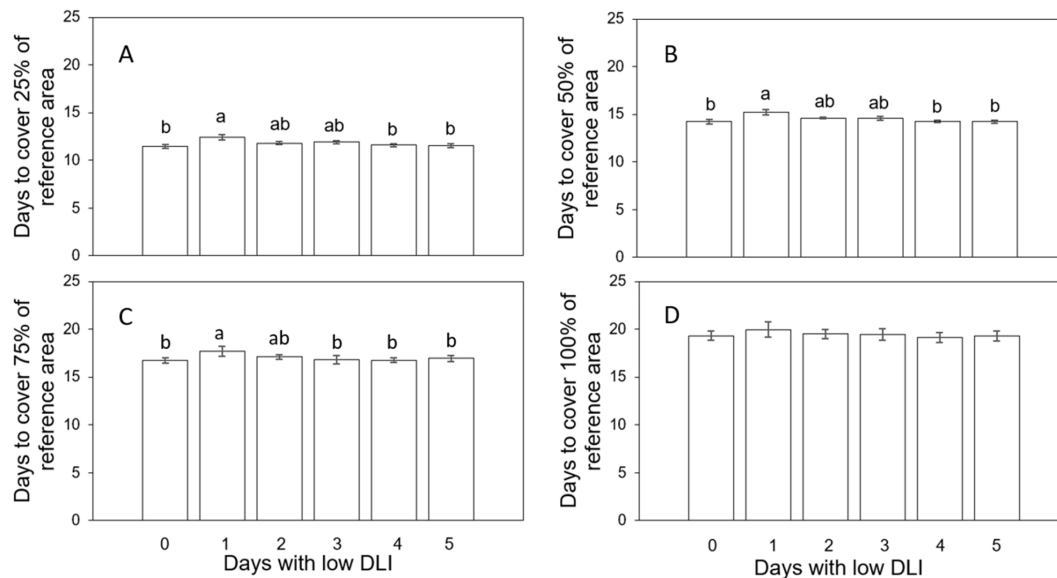 Days to cover 25% of
reference area
25
20
15
10
5
0
A
b
a
ab
ab
b
b
Days to cover 50% of
reference area
25
20
15
10
5
0
B
b
a
ab
ab
b
b
Days to cover 75% of
reference area
25
20
15
10
5
0
C
b
a
ab
b
b
b
0 1 2 3 4 5
Days with low DLI
Days to cover 100% of
reference area
25
20
15
10
5
0
D
0 1 2 3 4 5
Days with low DLI